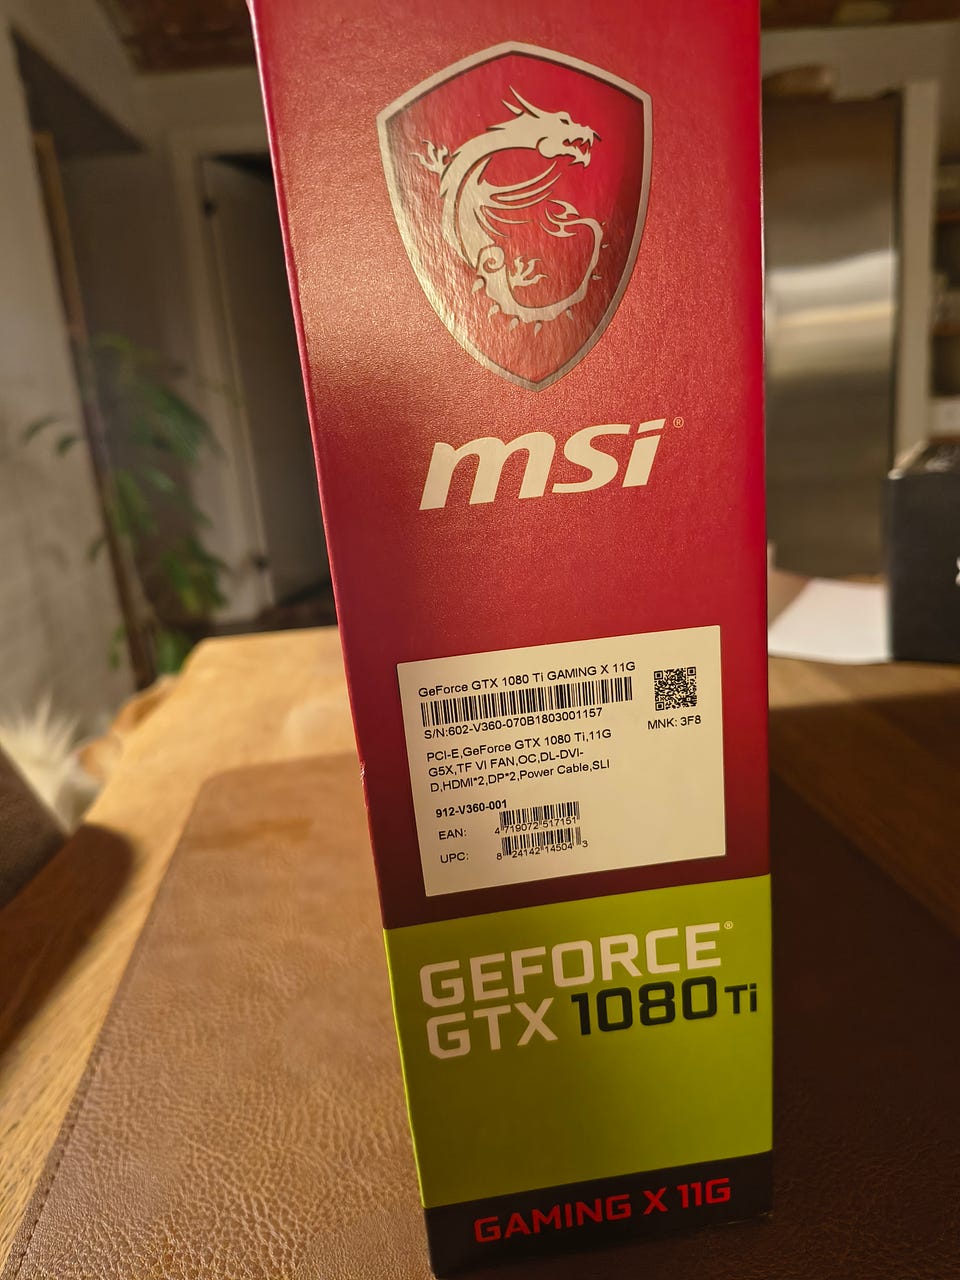 msi®
GeForce GTX 1080 Ti GAMING X 11G
S/N:602-V360-070B1803001157
MNK: 3F8
PCI-E,GeForce GTX 1080 Ti,11G
G5X,TF VI FAN,OC,DL-DVI-
D,HDMI*2,DP*2,Power Cable,SLI
912-V360-001
EAN:
4 719072 517151
UPC:
8 24142 14504 3
GEFORCE®
GTX 1080 Ti
GAMING X 11G